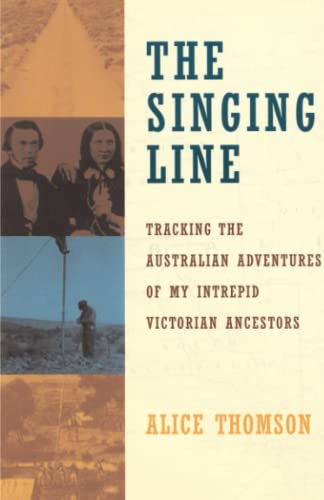 THE
SINGING
LINE
TRACKING THE
AUSTRALIAN ADVENTURES
OF MY INTREPID
VICTORIAN ANCESTORS
ALICE THOMSON